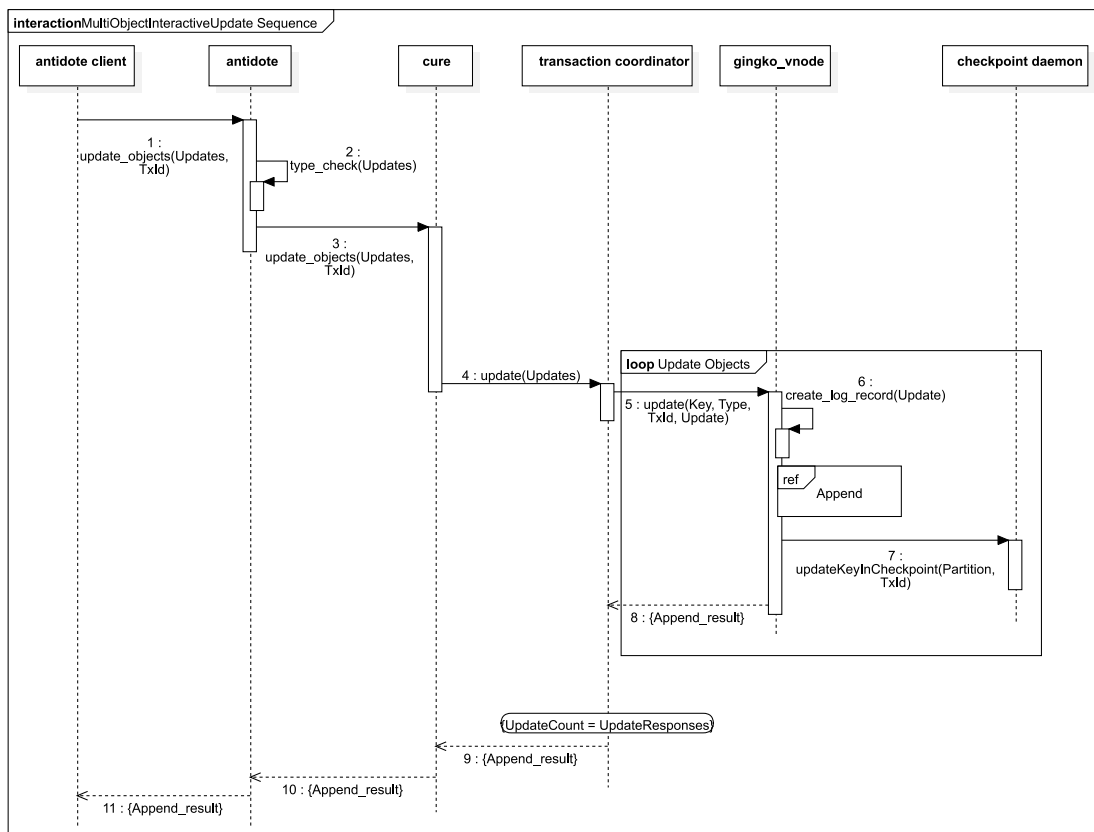 interactionMultiObjectInteractiveUpdate Sequence
antidote client
antidote
cure
transaction coordinator
gingko_vnode
checkpoint daemon
1 :
update_objects(Updates,
TxId)
2 :
type_check(Updates)
3 :
update_objects(Updates,
TxId)
loop Update Objects
4 : update(Updates)
5 : update(Key, Type,
TxId, Update)
6 :
create_log_record(Update)
ref
Append
7 :
updateKeyInCheckpoint(Partition,
TxId)
8 : {Append_result}
{UpdateCount = UpdateResponses}
9 : {Append_result}
10 : {Append_result}
11 : {Append_result}